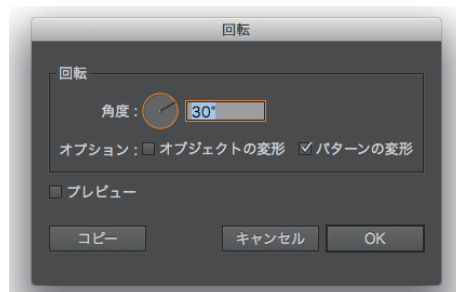 回転
回転
角度 : 30°
オプション : オブジェクトの変形 パターンの変形
プレビュー
コピー キャンセル OK